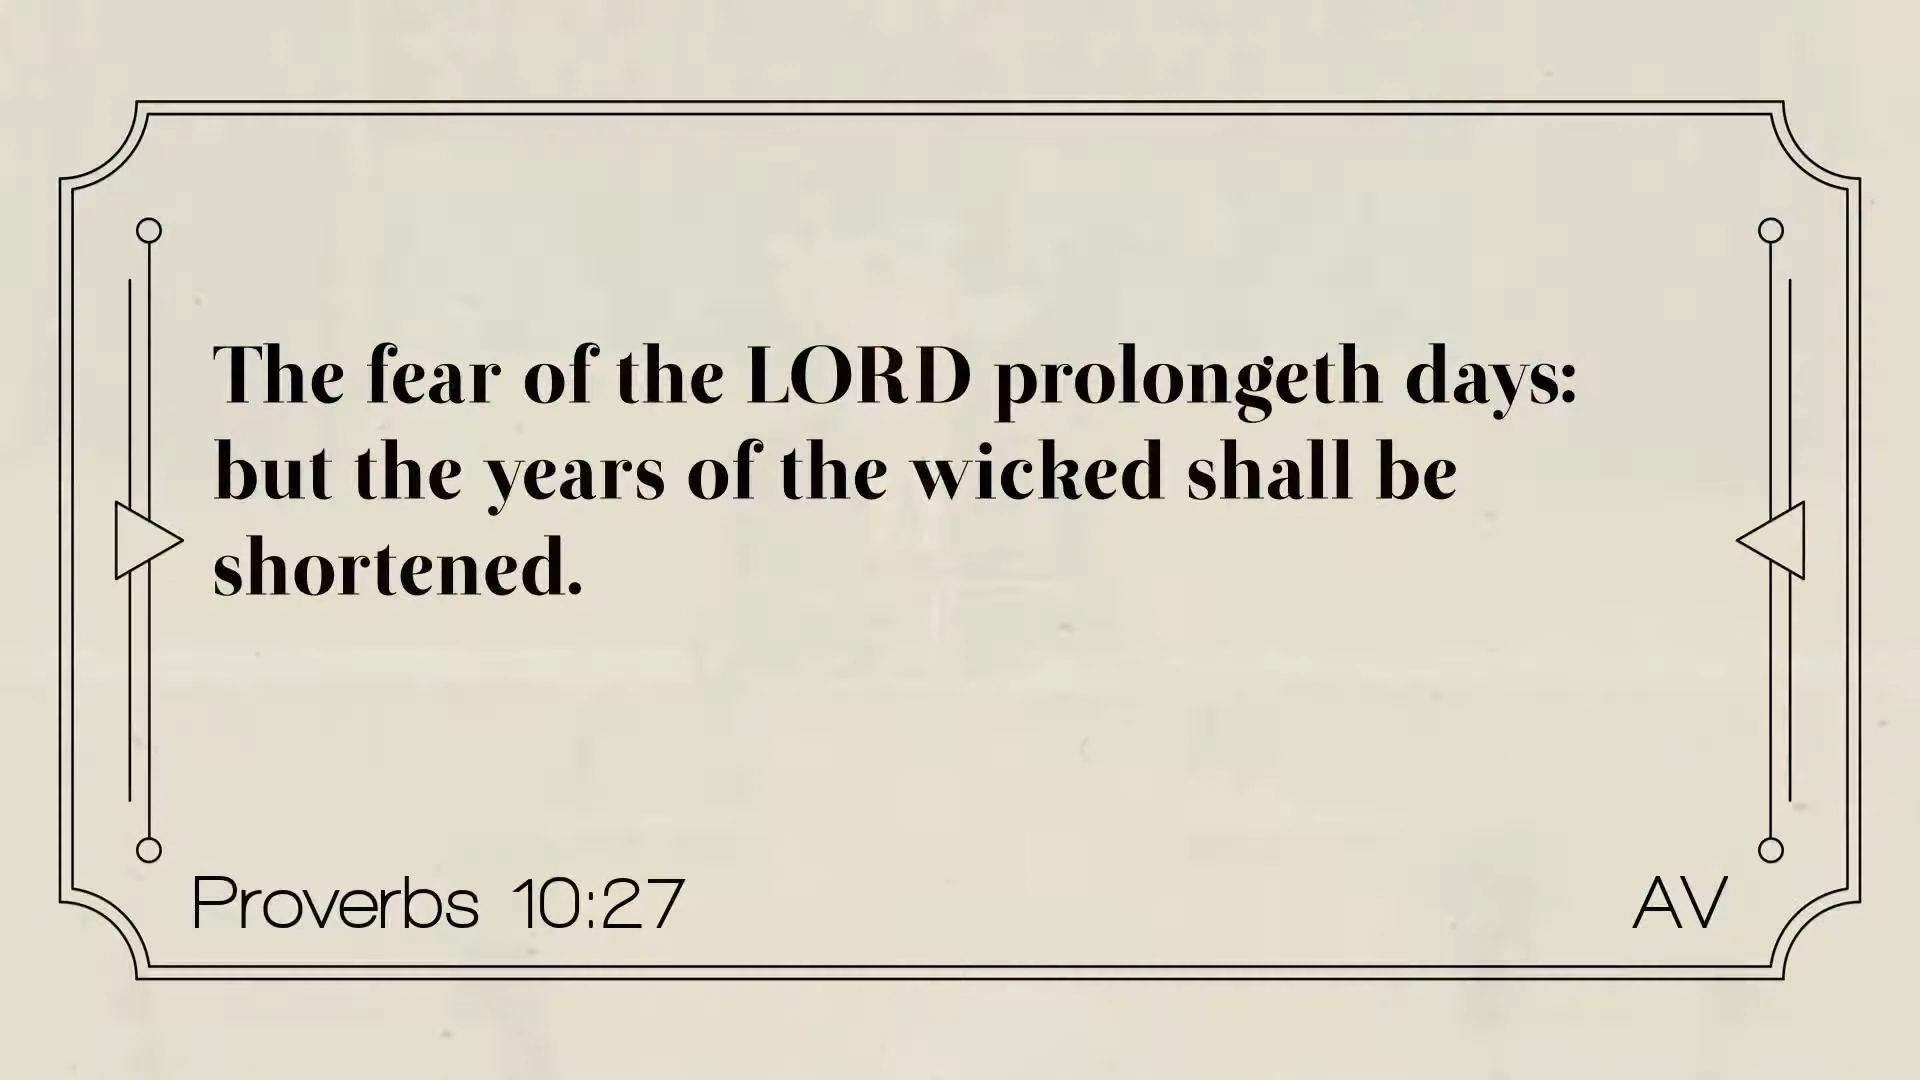 The fear of the LORD prolongeth days:
but the years of the wicked shall be
shortened.
Proverbs 10:27
AV